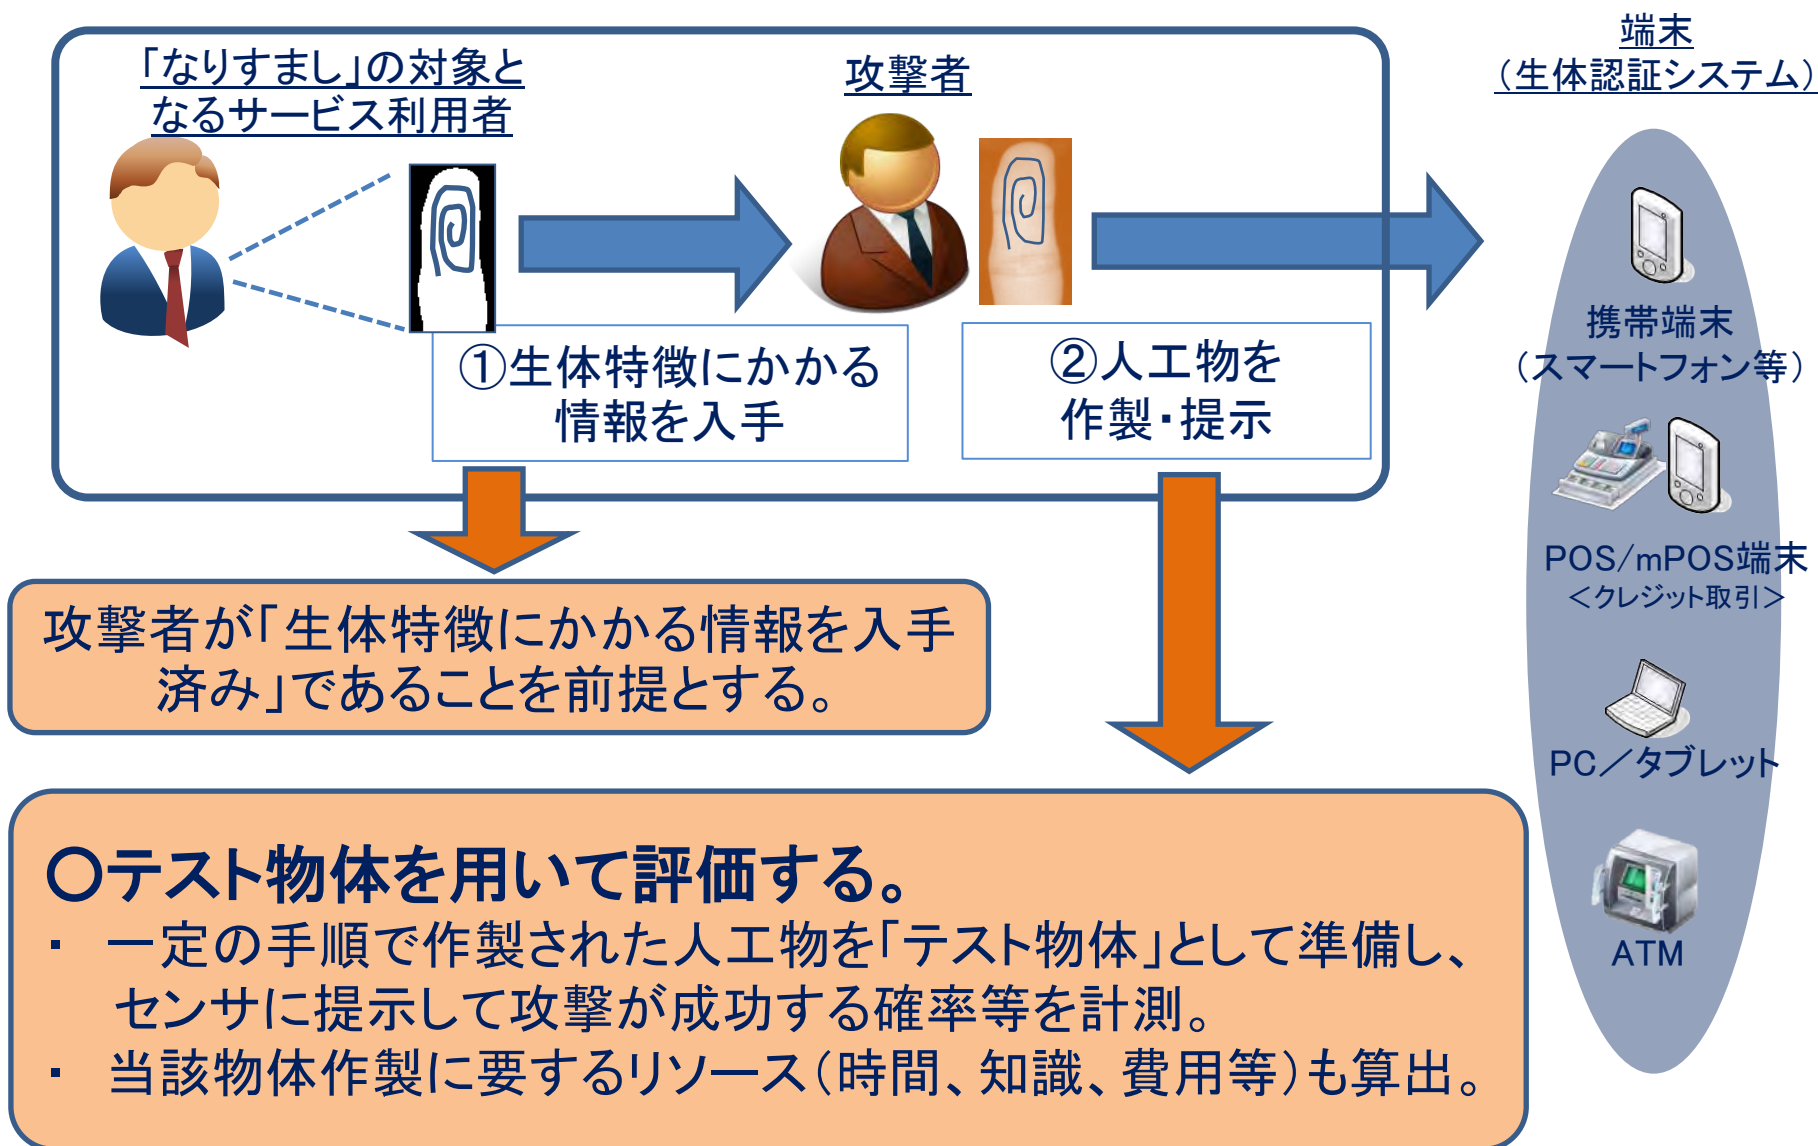 「なりすまし」の対象と
なるサービス利用者
攻撃者
端末
（生体認証システム）
①生体特徴にかかる
情報を入手
②人工物を
作製・提示
携帯端末
（スマートフォン等）
POS/mPOS端末
＜クレジット取引＞
PC／タブレット
ATM
攻撃者が「生体特徴にかかる情報を入手
済み」であることを前提とする。
○テスト物体を用いて評価する。
・ 一定の手順で作製された人工物を「テスト物体」として準備し、
センサに提示して攻撃が成功する確率等を計測。
・ 当該物体作製に要するリソース（時間、知識、費用等）も算出。